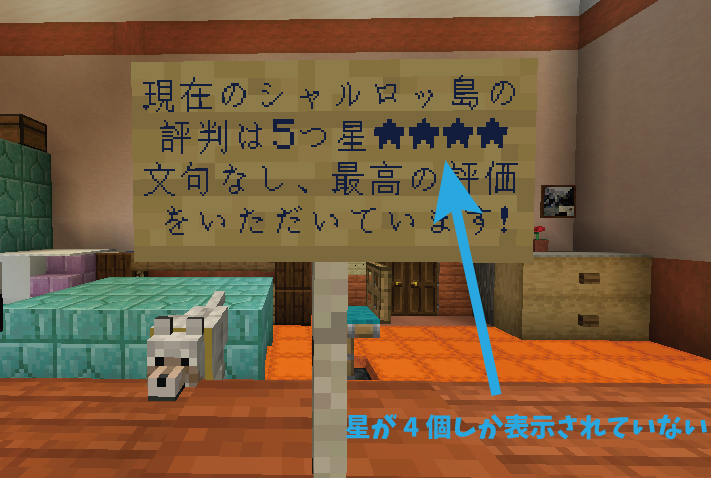 現在のシャルロッ島の
評判は5つ星★★★★
文句なし、最高の評価
をいただいています!
星が4個しか表示されていない